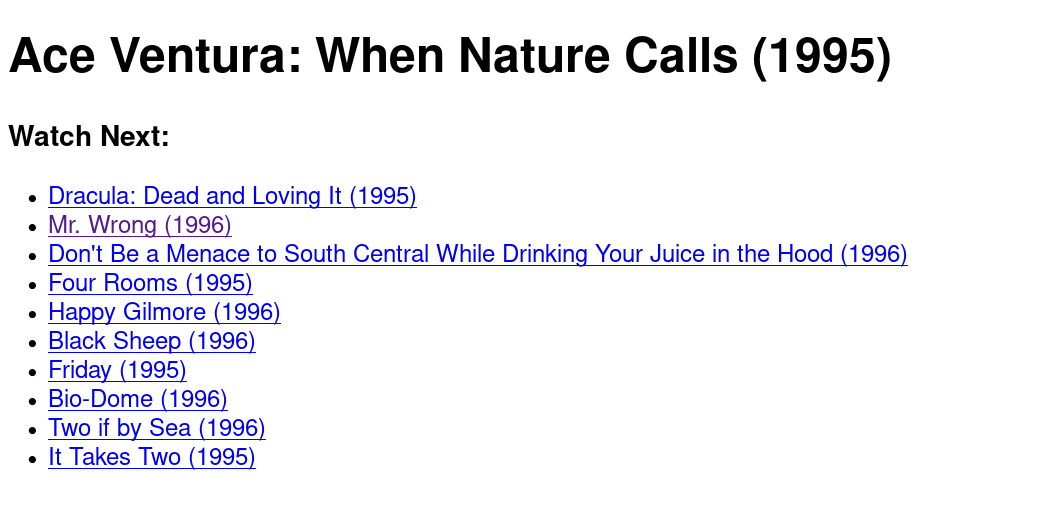 Ace Ventura: When Nature Calls (1995)
Watch Next:
Dracula: Dead and Loving It (1995)
Mr. Wrong (1996)
Don't Be a Menace to South Central While Drinking Your Juice in the Hood (1996)
Four Rooms (1995)
Happy Gilmore (1996)
Black Sheep (1996)
Friday (1995)
Bio-Dome (1996)
Two if by Sea (1996)
It Takes Two (1995)